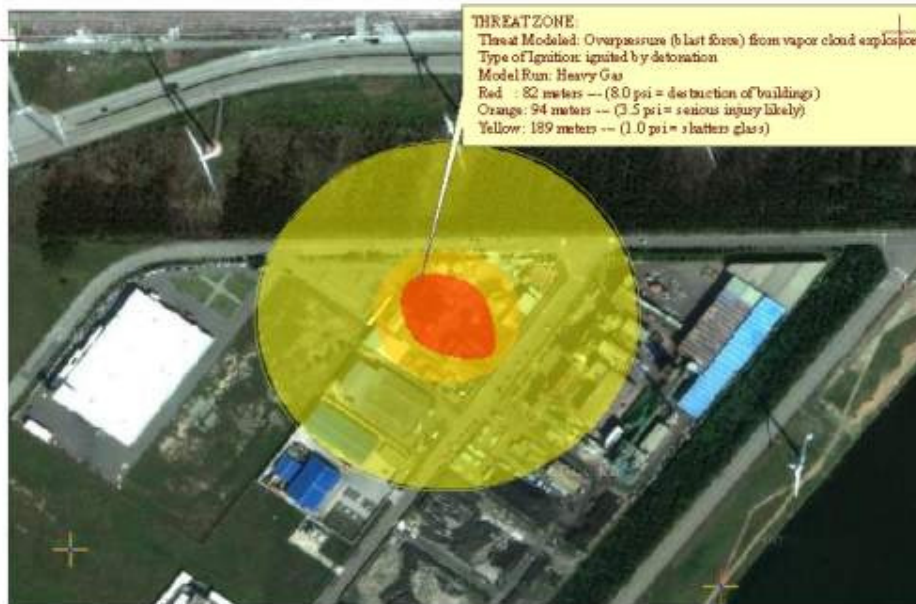 THREAT ZONE:
Threat Modeled: Overpressure (blast force) from vapor cloud explosion
Type of Ignition: ignited by detonation
Model Run: Heavy Gas
Red : 82 meters --- (8.0 psi = destruction of buildings)
Orange: 94 meters --- (3.5 psi = serious injury likely)
Yellow: 189 meters --- (1.0 psi = shatters glass)